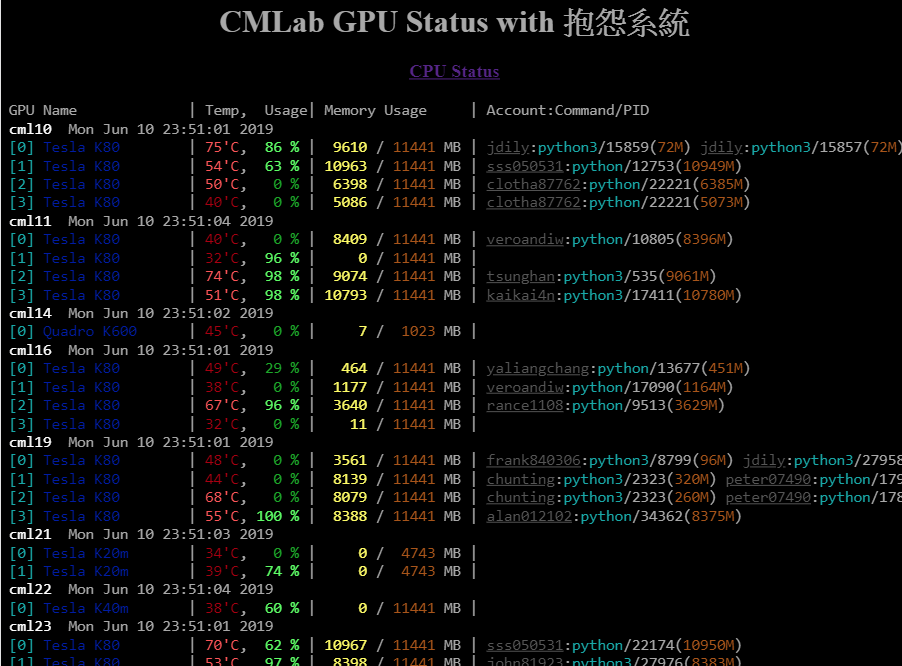 CMLab GPU Status with 抱怨系統
CPU Status
GPU Name | Temp, Usage| Memory Usage | Account:Command/PID
cml10 Mon Jun 10 23:51:01 2019
[0] Tesla K80 | 75'C, 86 % | 9610 / 11441 MB | jdily:python3/15859(72M) jdily:python3/15857(72M)
[1] Tesla K80 | 54'C, 63 % | 10963 / 11441 MB | sss050531:python/12753(10949M)
[2] Tesla K80 | 50'C, 0 % | 6398 / 11441 MB | clotha87762:python/22221(6385M)
[3] Tesla K80 | 40'C, 0 % | 5086 / 11441 MB | clotha87762:python/22221(5073M)
cml11 Mon Jun 10 23:51:04 2019
[0] Tesla K80 | 40'C, 0 % | 8409 / 11441 MB | veroandiw:python/10805(8396M)
[1] Tesla K80 | 32'C, 96 % | 0 / 11441 MB |
[2] Tesla K80 | 74'C, 98 % | 9074 / 11441 MB | tsunghan:python3/535(9061M)
[3] Tesla K80 | 51'C, 98 % | 10793 / 11441 MB | kaikai4n:python3/17411(10780M)
cml14 Mon Jun 10 23:51:02 2019
[0] Quadro K600 | 45'C, 0 % | 7 / 1023 MB |
cml16 Mon Jun 10 23:51:01 2019
[0] Tesla K80 | 49'C, 29 % | 464 / 11441 MB | yaliangchang:python/13677(451M)
[1] Tesla K80 | 38'C, 0 % | 1177 / 11441 MB | veroandiw:python/17090(1164M)
[2] Tesla K80 | 67'C, 96 % | 3640 / 11441 MB | rance1108:python/9513(3629M)
[3] Tesla K80 | 32'C, 0 % | 11 / 11441 MB |
cml19 Mon Jun 10 23:51:01 2019
[0] Tesla K80 | 48'C, 0 % | 3561 / 11441 MB | frank840306:python3/8799(96M) jdily:python3/27958
[1] Tesla K80 | 44'C, 0 % | 8139 / 11441 MB | chunting:python3/2323(320M) peter07490:python/179
[2] Tesla K80 | 68'C, 0 % | 8079 / 11441 MB | chunting:python3/2323(260M) peter07490:python/178
[3] Tesla K80 | 55'C, 100 % | 8388 / 11441 MB | alan012102:python/34362(8375M)
cml21 Mon Jun 10 23:51:03 2019
[0] Tesla K20m | 34'C, 0 % | 0 / 4743 MB |
[1] Tesla K20m | 39'C, 74 % | 0 / 4743 MB |
cml22 Mon Jun 10 23:51:04 2019
[0] Tesla K40m | 38'C, 60 % | 0 / 11441 MB |
cml23 Mon Jun 10 23:51:01 2019
[0] Tesla K80 | 70'C, 62 % | 10967 / 11441 MB | sss050531:python/22174(10950M)
[1] Tesla K80 | 53'C, 97 % | 8398 / 11441 MB | john81923:python/27976(8383M)